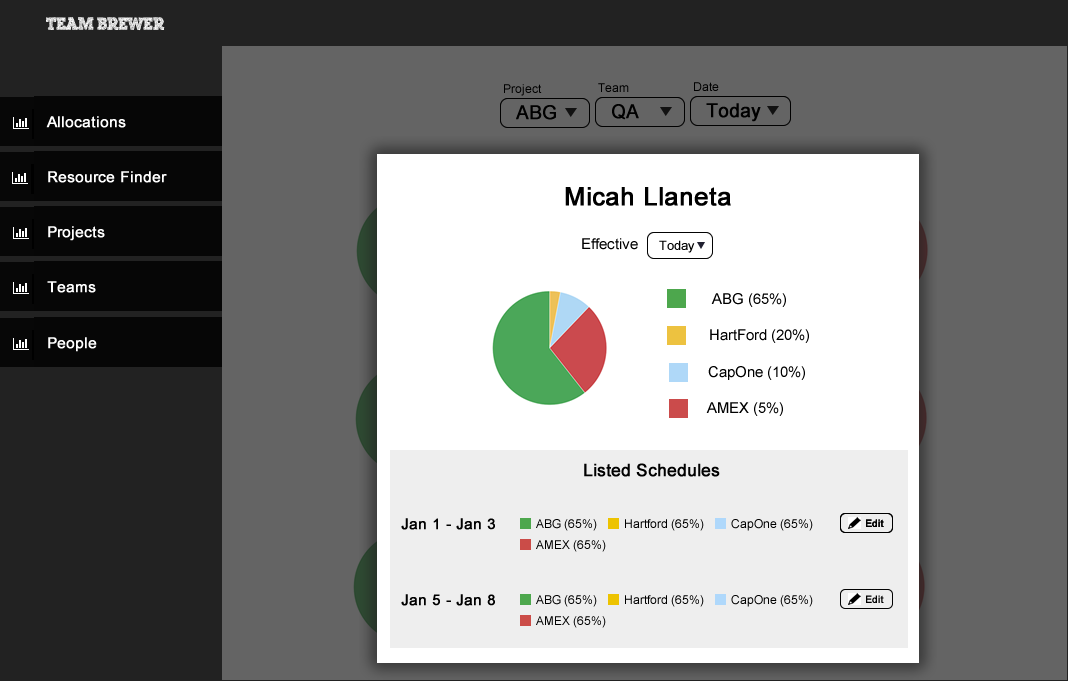 TEAM BREWER
Project
Team
Date
ABG
QA
Today
Allocations
Resource Finder
Projects
Teams
People
Micah Llaneta
Effective Today
ABG (65%)
HartFord (20%)
CapOne (10%)
AMEX (5%)
Listed Schedules
Jan 1 - Jan 3 ABG (65%) Hartford (65%) CapOne (65%) Edit
AMEX (65%)
Jan 5 - Jan 8 ABG (65%) Hartford (65%) CapOne (65%) Edit
AMEX (65%)